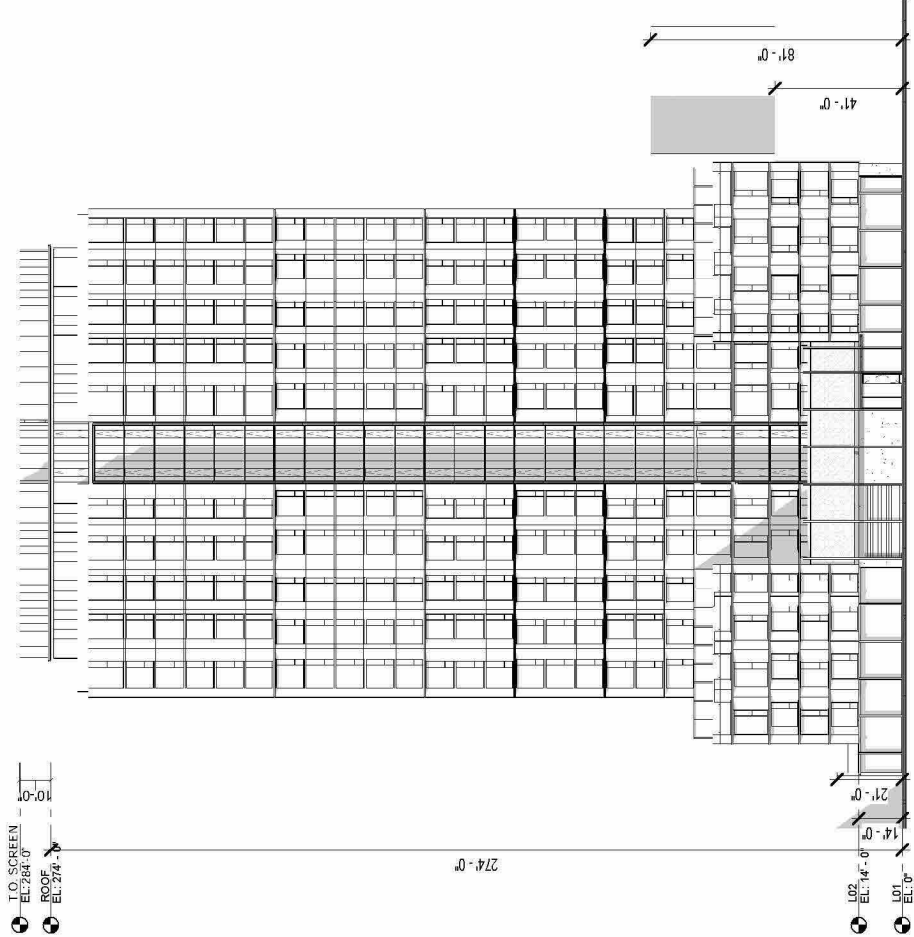 T.O. SCREEN
EL: 284'-0"
ROOF
EL: 274' - 0"
L02
EL: 14' - 0"
L01
EL: 0"
10'-0"
274' - 0"
14' - 0"
21' - 0"
41' - 0"
81' - 0"